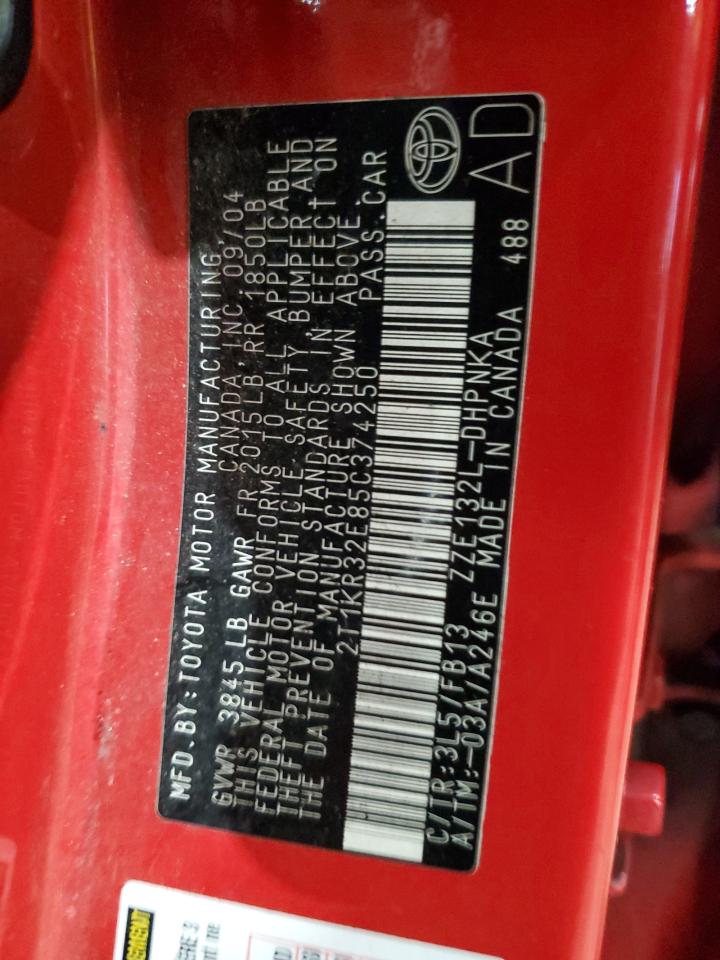 MFD.BY:TOYOTA MOTOR MANUFACTURING
CANADA, INC. 09/04
GVWR 3845 LB GAWR FR 2015LB RR 1850LB
THIS VEHICLE CONFORMS TO ALL APPLICABLE
FEDERAL MOTOR VEHICLE SAFETY, BUMPER AND
THEFT PREVENTION STANDARDS IN EFFECT ON
THE DATE OF MANUFACTURE SHOWN ABOVE.
2T1KR32E85C374250 PASS.CAR
C/TR:3L5/FB13 ZZE132L-DHPNKA
A/TM:-03A/A246E MADE IN CANADA 488
AD